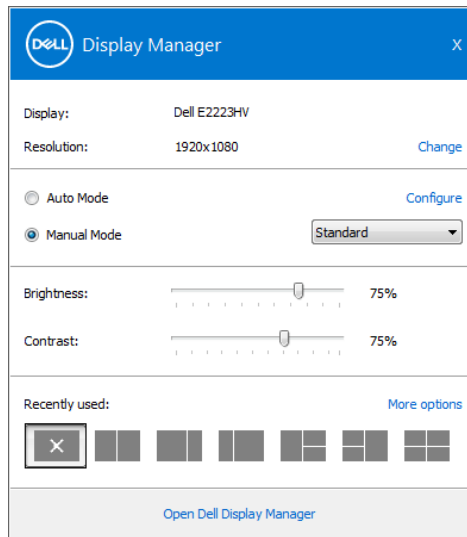 DELL Display Manager X
Display: Dell E2223HV
Resolution: 1920x1080 Change
Auto Mode Configure
Manual Mode Standard
Brightness: 75%
Contrast: 75%
Recently used: More options
Open Dell Display Manager